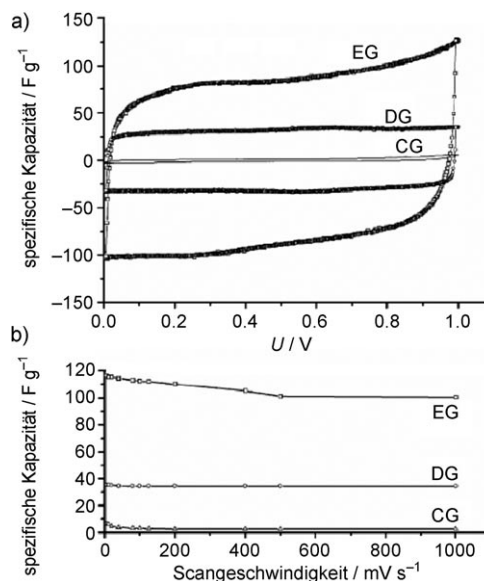 a)
150
100
50
0
–50
–100
–150
spezifische Kapazität / F g⁻¹
EG
DG
CG
0.0 0.2 0.4 0.6 0.8 1.0
U / V
b)
120
100
80
60
40
20
0
spezifische Kapazität / F g⁻¹
EG
DG
CG
0 200 400 600 800 1000
Scangeschwindigkeit / mV s⁻¹